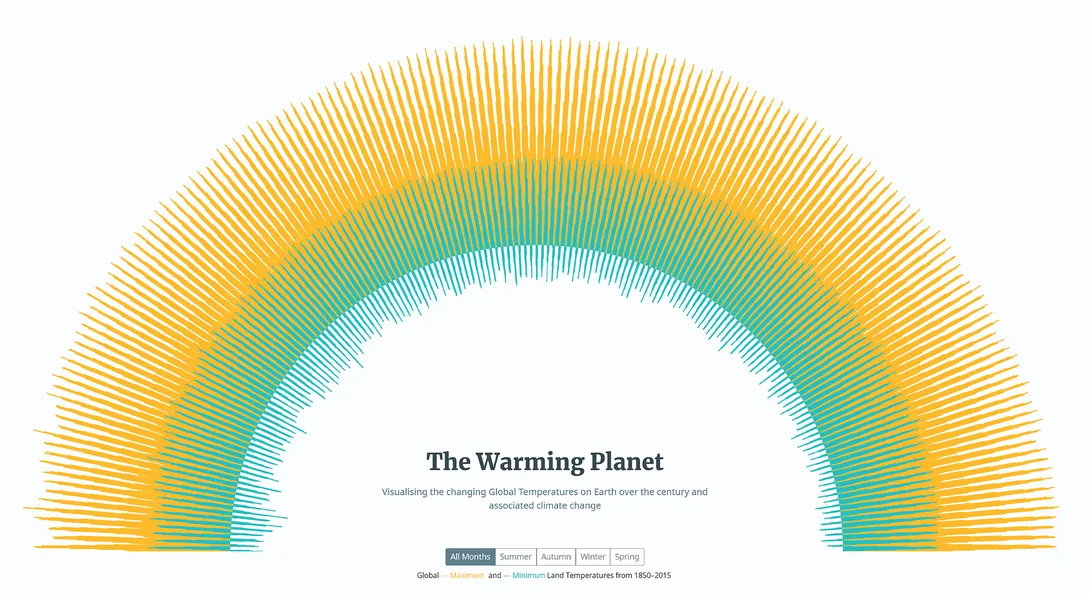 The Warming Planet
Visualising the changing Global Temperatures on Earth over the century and
associated climate change
All Months Summer Autumn Winter Spring
Global — Maximum and — Minimum Land Temperatures from 1850–2015